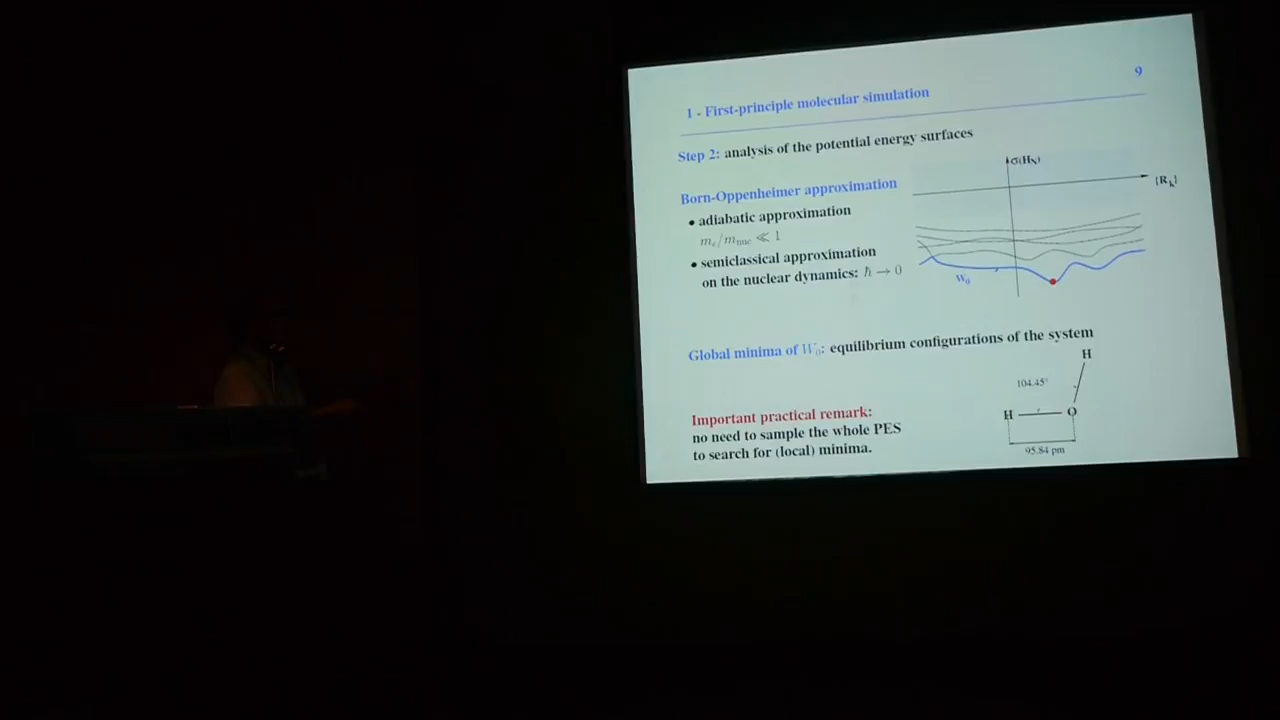 9
1 - First-principle molecular simulation
Step 2: analysis of the potential energy surfaces
σ(H_N)
{R_k}
Born-Oppenheimer approximation
• adiabatic approximation
m_e/m_nuc ≪ 1
• semiclassical approximation
on the nuclear dynamics: ℏ → 0
W_0
Global minima of W_0: equilibrium configurations of the system
H
104.45°
H O
95.84 pm
Important practical remark:
no need to sample the whole PES
to search for (local) minima.